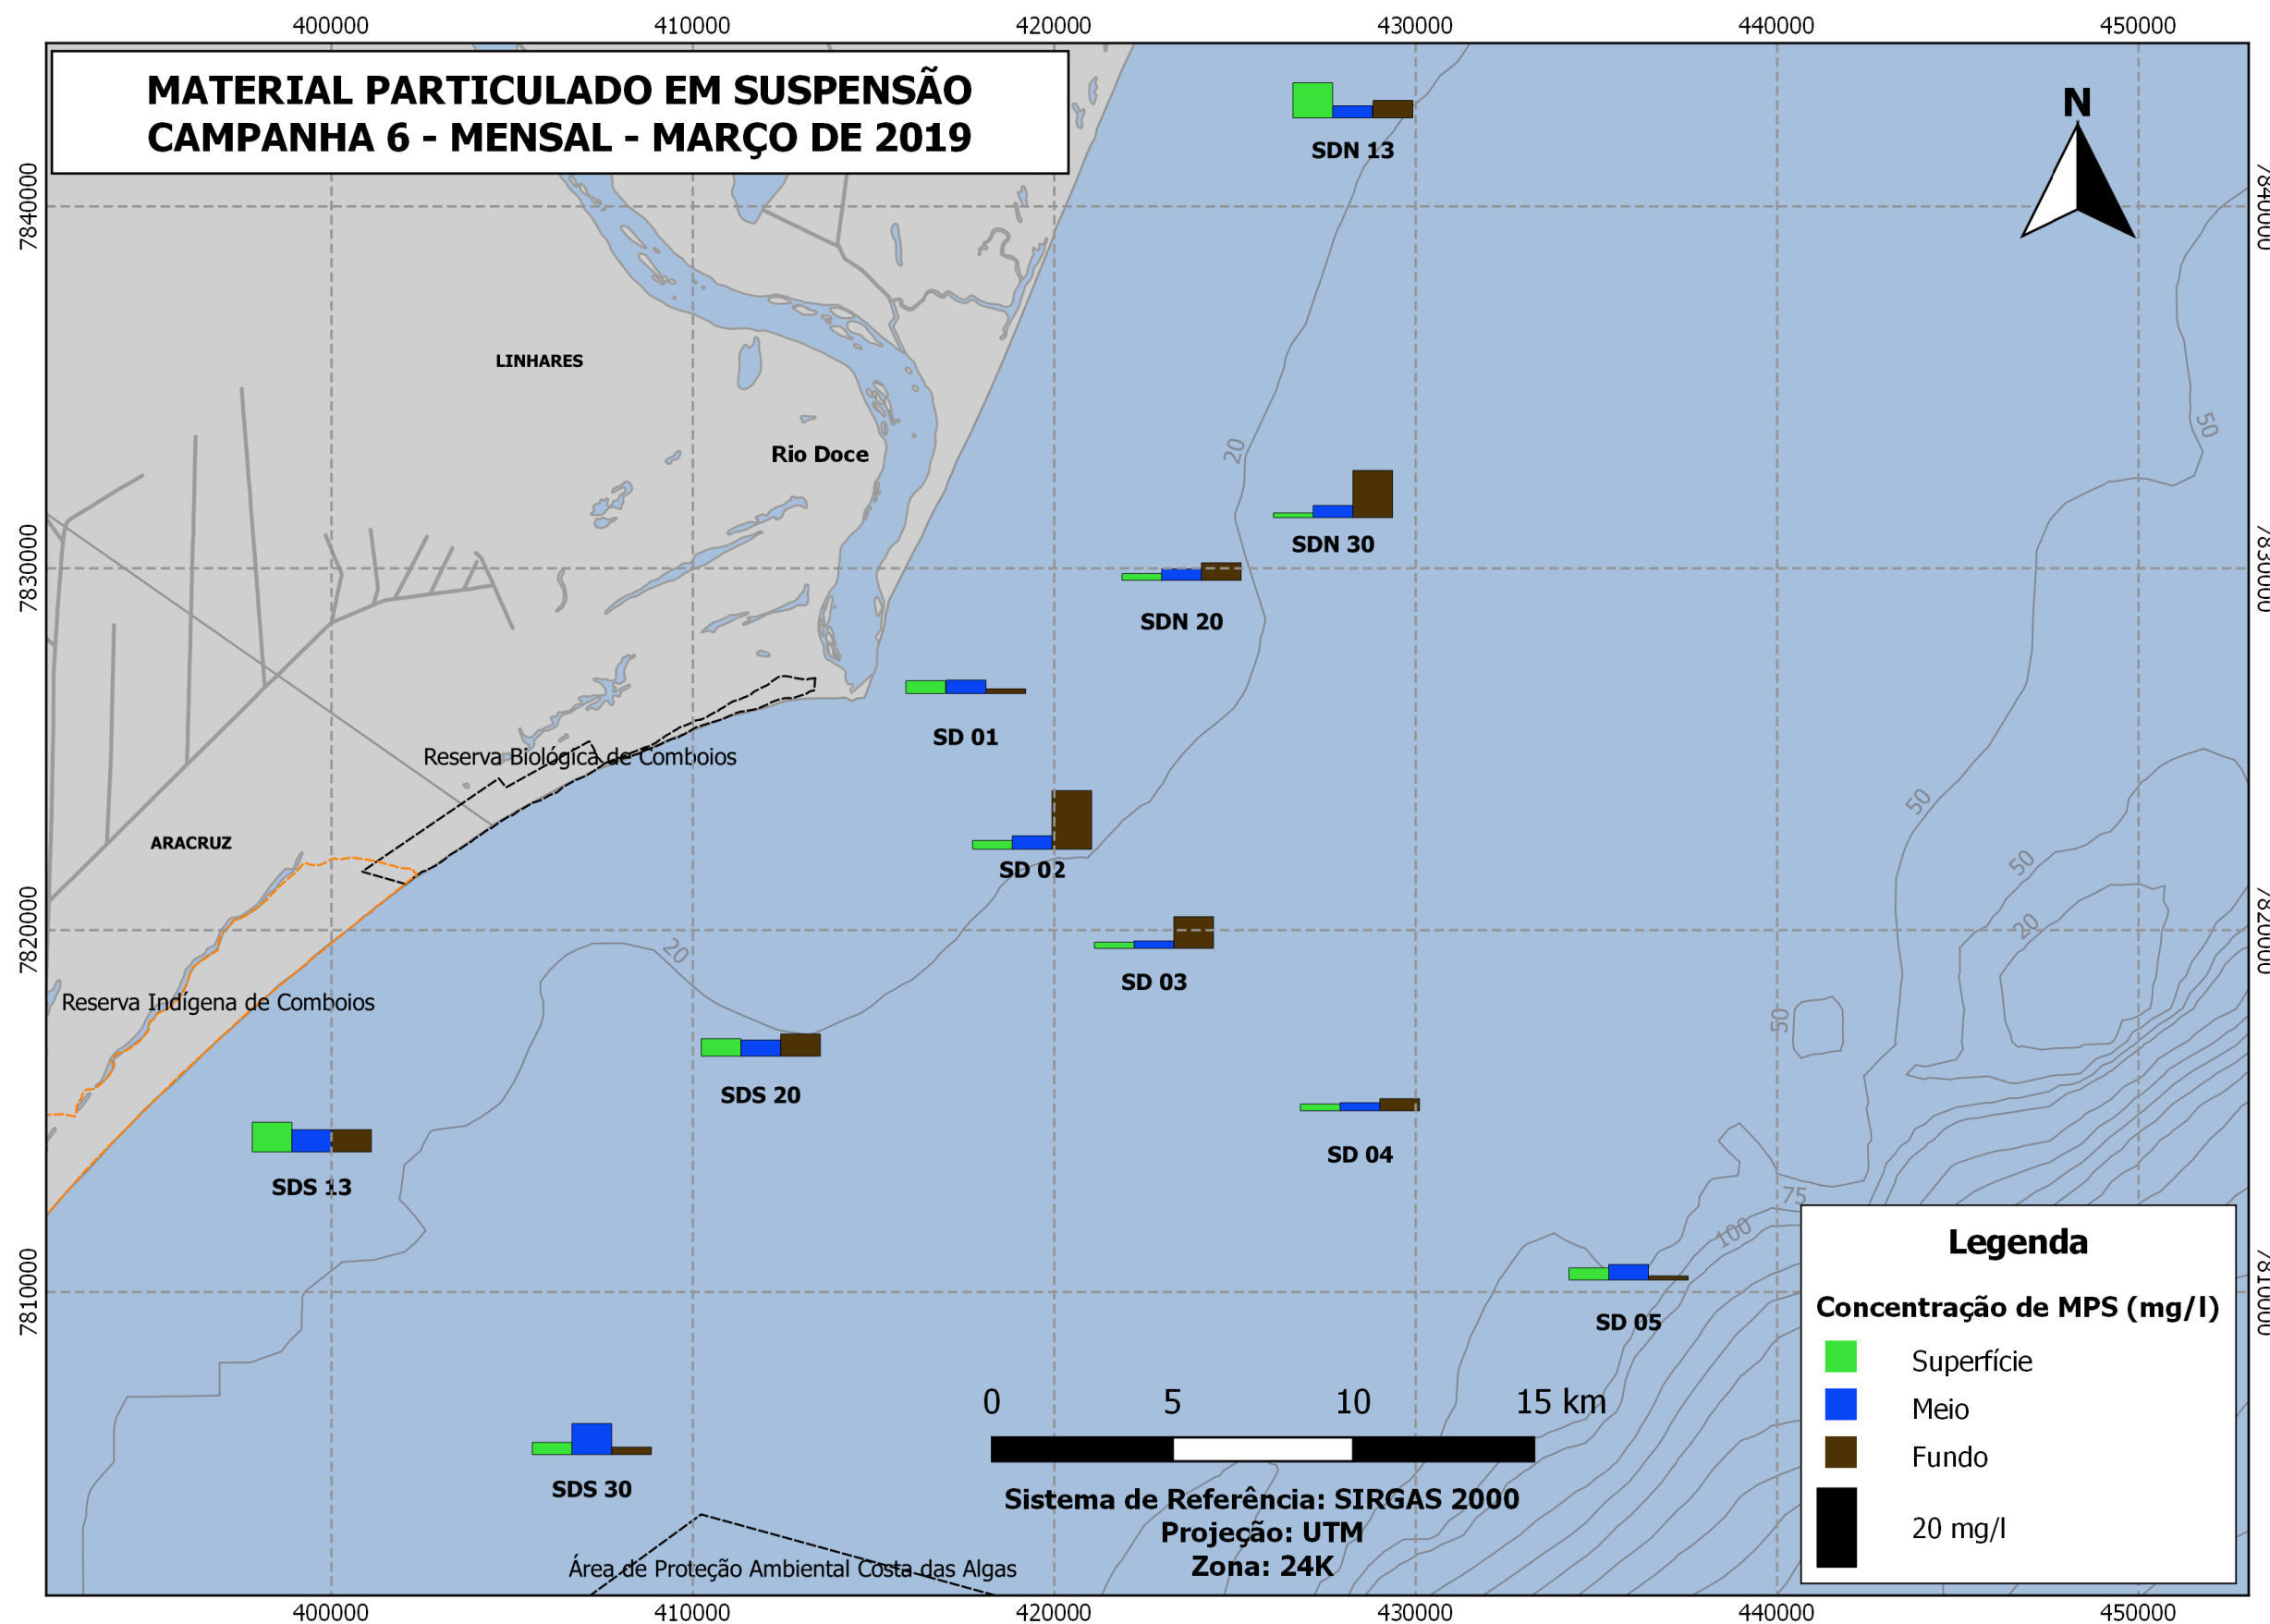 400000 410000 420000 430000 440000 450000
MATERIAL PARTICULADO EM SUSPENSÃO
CAMPANHA 6 - MENSAL - MARÇO DE 2019
N
SDN 13
7840000
7840000
LINHARES
20
50
Rio Doce
SDN 30
7830000
7830000
SDN 20
SD 01
Reserva Biológica de Comboios
50
ARACRUZ
SD 02
50
20
7820000
7820000
20
SD 03
Reserva Indígena de Comboios
50
SDS 20
SD 04
SDS 13
75
100
7810000
7810000
SD 05
Legenda
Concentração de MPS (mg/l)
Superfície
Meio
Fundo
20 mg/l
0 5 10 15 km
SDS 30
Sistema de Referência: SIRGAS 2000
Projeção: UTM
Zona: 24K
Área de Proteção Ambiental Costa das Algas
400000 410000 420000 430000 440000 450000